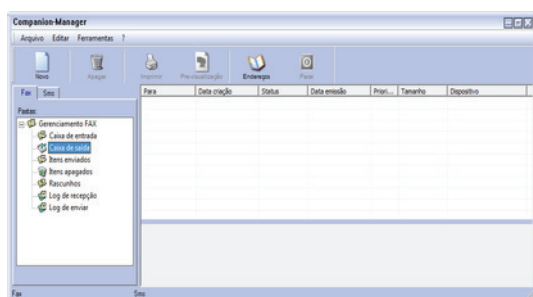 Companion-Manager
Arquivo Editar Ferramentas ?
Novo Apagar Imprimir Pre-visualização Endereços Parar
Fax Sms
Para Data criação Status Data emissão Priori... Tamanho Dispositivo
Pastas:
Gerenciamento FAX
Caixa de entrada
Caixa de saída
Itens enviados
Itens apagados
Rascunhos
Log de recepção
Log de enviar
Fax Sms